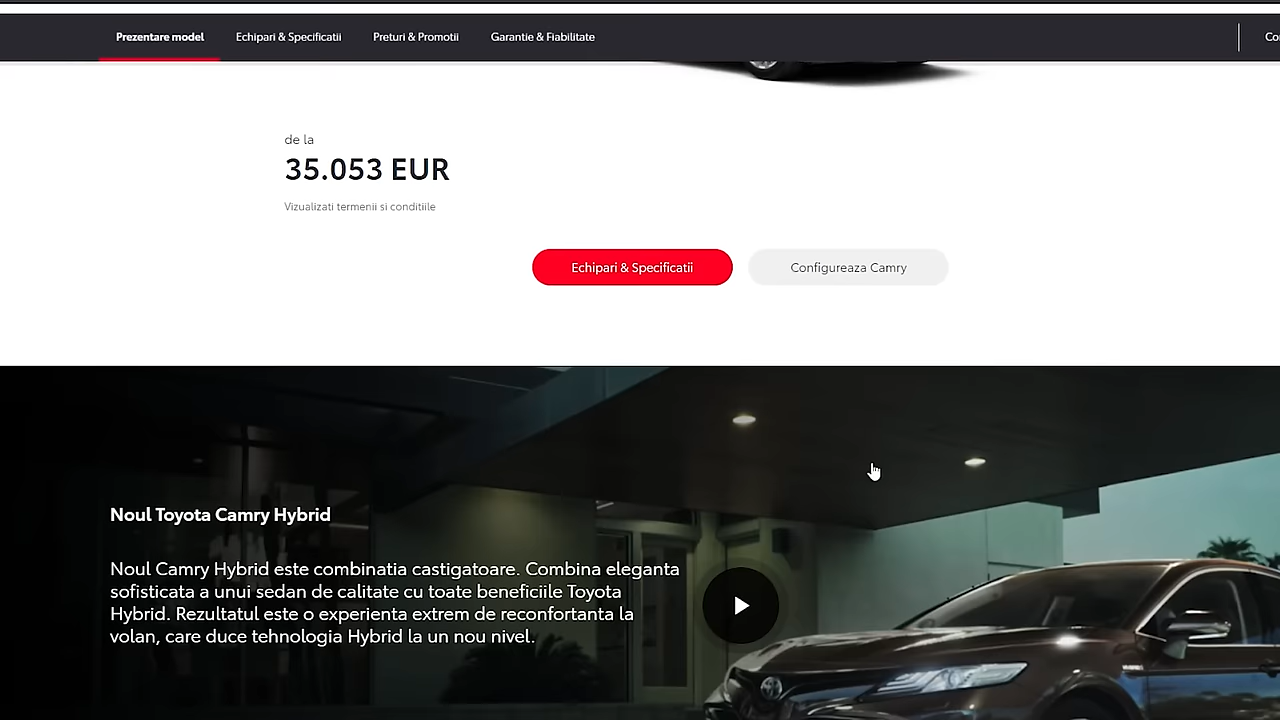 Prezentare model
Echipari & Specificatii
Preturi & Promotii
Garantie & Fiabilitate
de la
35.053 EUR
Vizualizati termenii si conditiile
Echipari & Specificatii
Configureaza Camry
Noul Toyota Camry Hybrid
Noul Camry Hybrid este combinatia castigatoare. Combina eleganta
sofisticata a unui sedan de calitate cu toate beneficiile Toyota
Hybrid. Rezultatul este o experienta extrem de reconfortanta la
volan, care duce tehnologia Hybrid la un nou nivel.